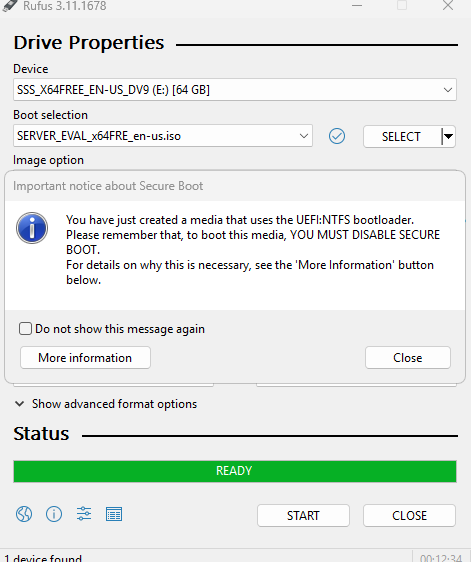 Rufus 3.11.1678
Drive Properties
Device
SSS_X64FREE_EN-US_DV9 (E:) [64 GB]
Boot selection
SERVER_EVAL_x64FRE_en-us.iso
SELECT
Image option
Important notice about Secure Boot
You have just created a media that uses the UEFI:NTFS bootloader.
Please remember that, to boot this media, YOU MUST DISABLE SECURE
BOOT.
For details on why this is necessary, see the 'More Information' button
below.
Do not show this message again
More information
Close
Show advanced format options
Status
READY
START
CLOSE
1 device found
00:12:34